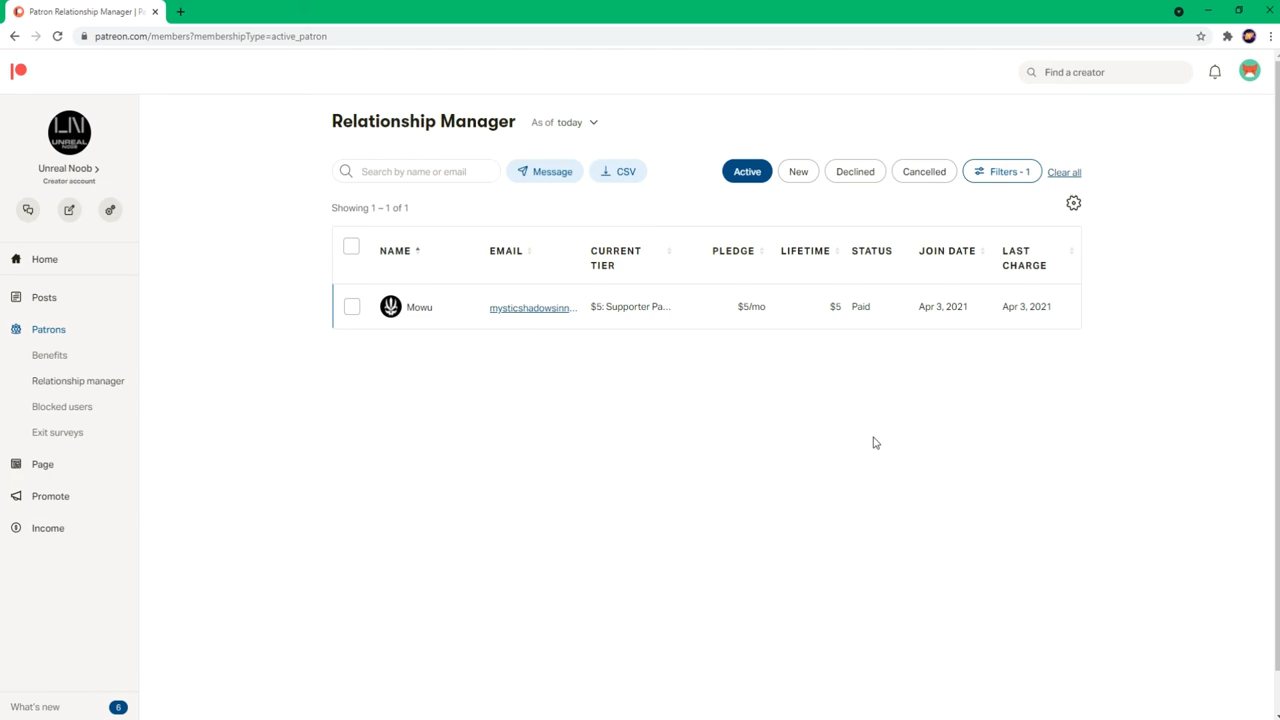 Patron Relationship Manager | Pa
patreon.com/members?membershipType=active_patron
Find a creator
LN
UNREAL
NOOB
Unreal Noob
Creator account
Home
Posts
Patrons
Benefits
Relationship manager
Blocked users
Exit surveys
Page
Promote
Income
What's new 6
Relationship Manager As of today
Search by name or email Message CSV Active New Declined Cancelled Filters - 1 Clear all
Showing 1 – 1 of 1
NAME EMAIL CURRENT TIER PLEDGE LIFETIME STATUS JOIN DATE LAST CHARGE
Mowu mysticshadowsinn... $5: Supporter Pa... $5/mo $5 Paid Apr 3, 2021 Apr 3, 2021